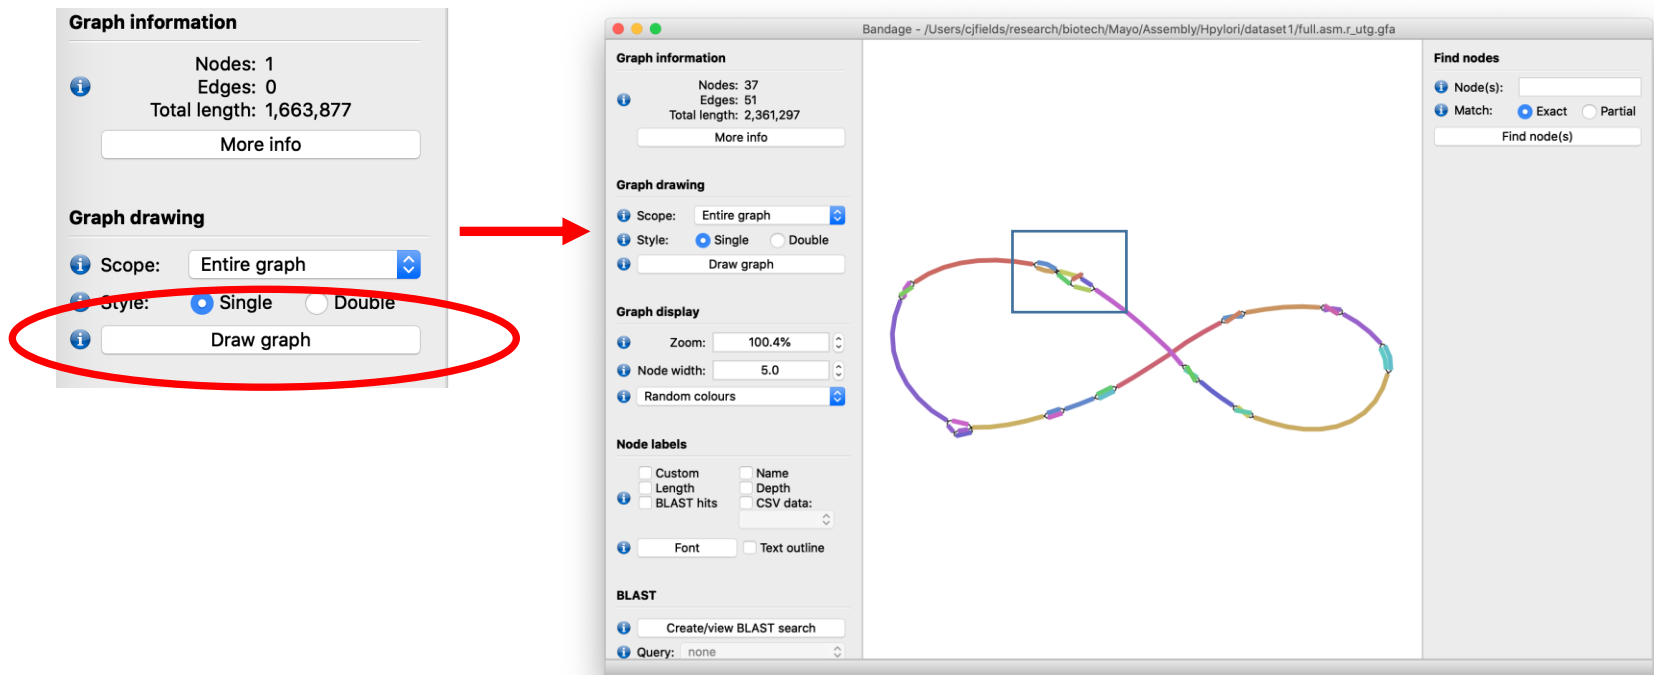 Graph information
Nodes: 1
Edges: 0
Total length: 1,663,877
More info
Graph drawing
Scope: Entire graph
Style: Single Double
Draw graph
Bandage - /Users/cjfields/research/biotech/Mayo/Assembly/Hpylori/dataset1/full.asm.r_utg.gfa
Graph information
Nodes: 37
Edges: 51
Total length: 2,361,297
More info
Graph drawing
Scope: Entire graph
Style: Single Double
Draw graph
Graph display
Zoom: 100.4%
Node width: 5.0
Random colours
Node labels
Custom Name
Length Depth
BLAST hits CSV data:
Font Text outline
BLAST
Create/view BLAST search
Query: none
Find nodes
Node(s):
Match: Exact Partial
Find node(s)